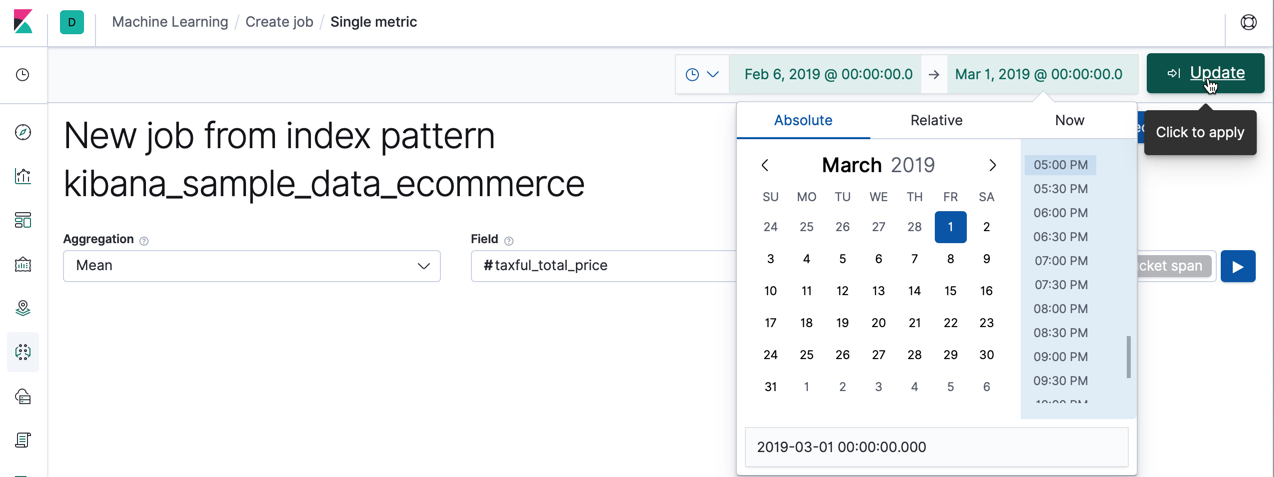 D Machine Learning / Create job / Single metric
Feb 6, 2019 @ 00:00:00.0 → Mar 1, 2019 @ 00:00:00.0 Update
Click to apply
New job from index pattern
kibana_sample_data_ecommerce
Aggregation
Mean
Field
# taxful_total_price
cket span
Absolute Relative Now
March 2019
SU MO TU WE TH FR SA
24 25 26 27 28 1 2
3 4 5 6 7 8 9
10 11 12 13 14 15 16
17 18 19 20 21 22 23
24 25 26 27 28 29 30
31 1 2 3 4 5 6
05:00 PM
05:30 PM
06:00 PM
06:30 PM
07:00 PM
07:30 PM
08:00 PM
08:30 PM
09:00 PM
09:30 PM
2019-03-01 00:00:00.000